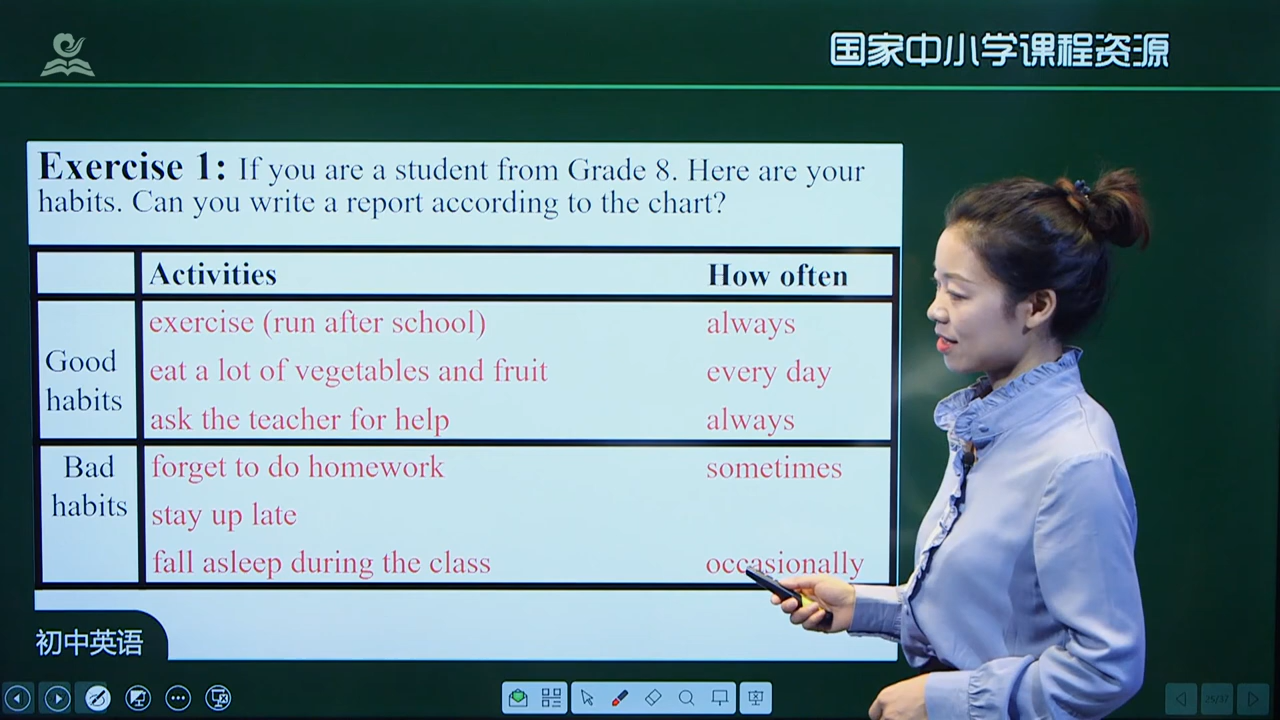 国家中小学课程资源
Exercise 1: If you are a student from Grade 8. Here are your
habits. Can you write a report according to the chart?
Activities How often
Good
habits
exercise (run after school) always
eat a lot of vegetables and fruit every day
ask the teacher for help always
Bad
habits
forget to do homework sometimes
stay up late
fall asleep during the class occasionally
初中英语
25/37